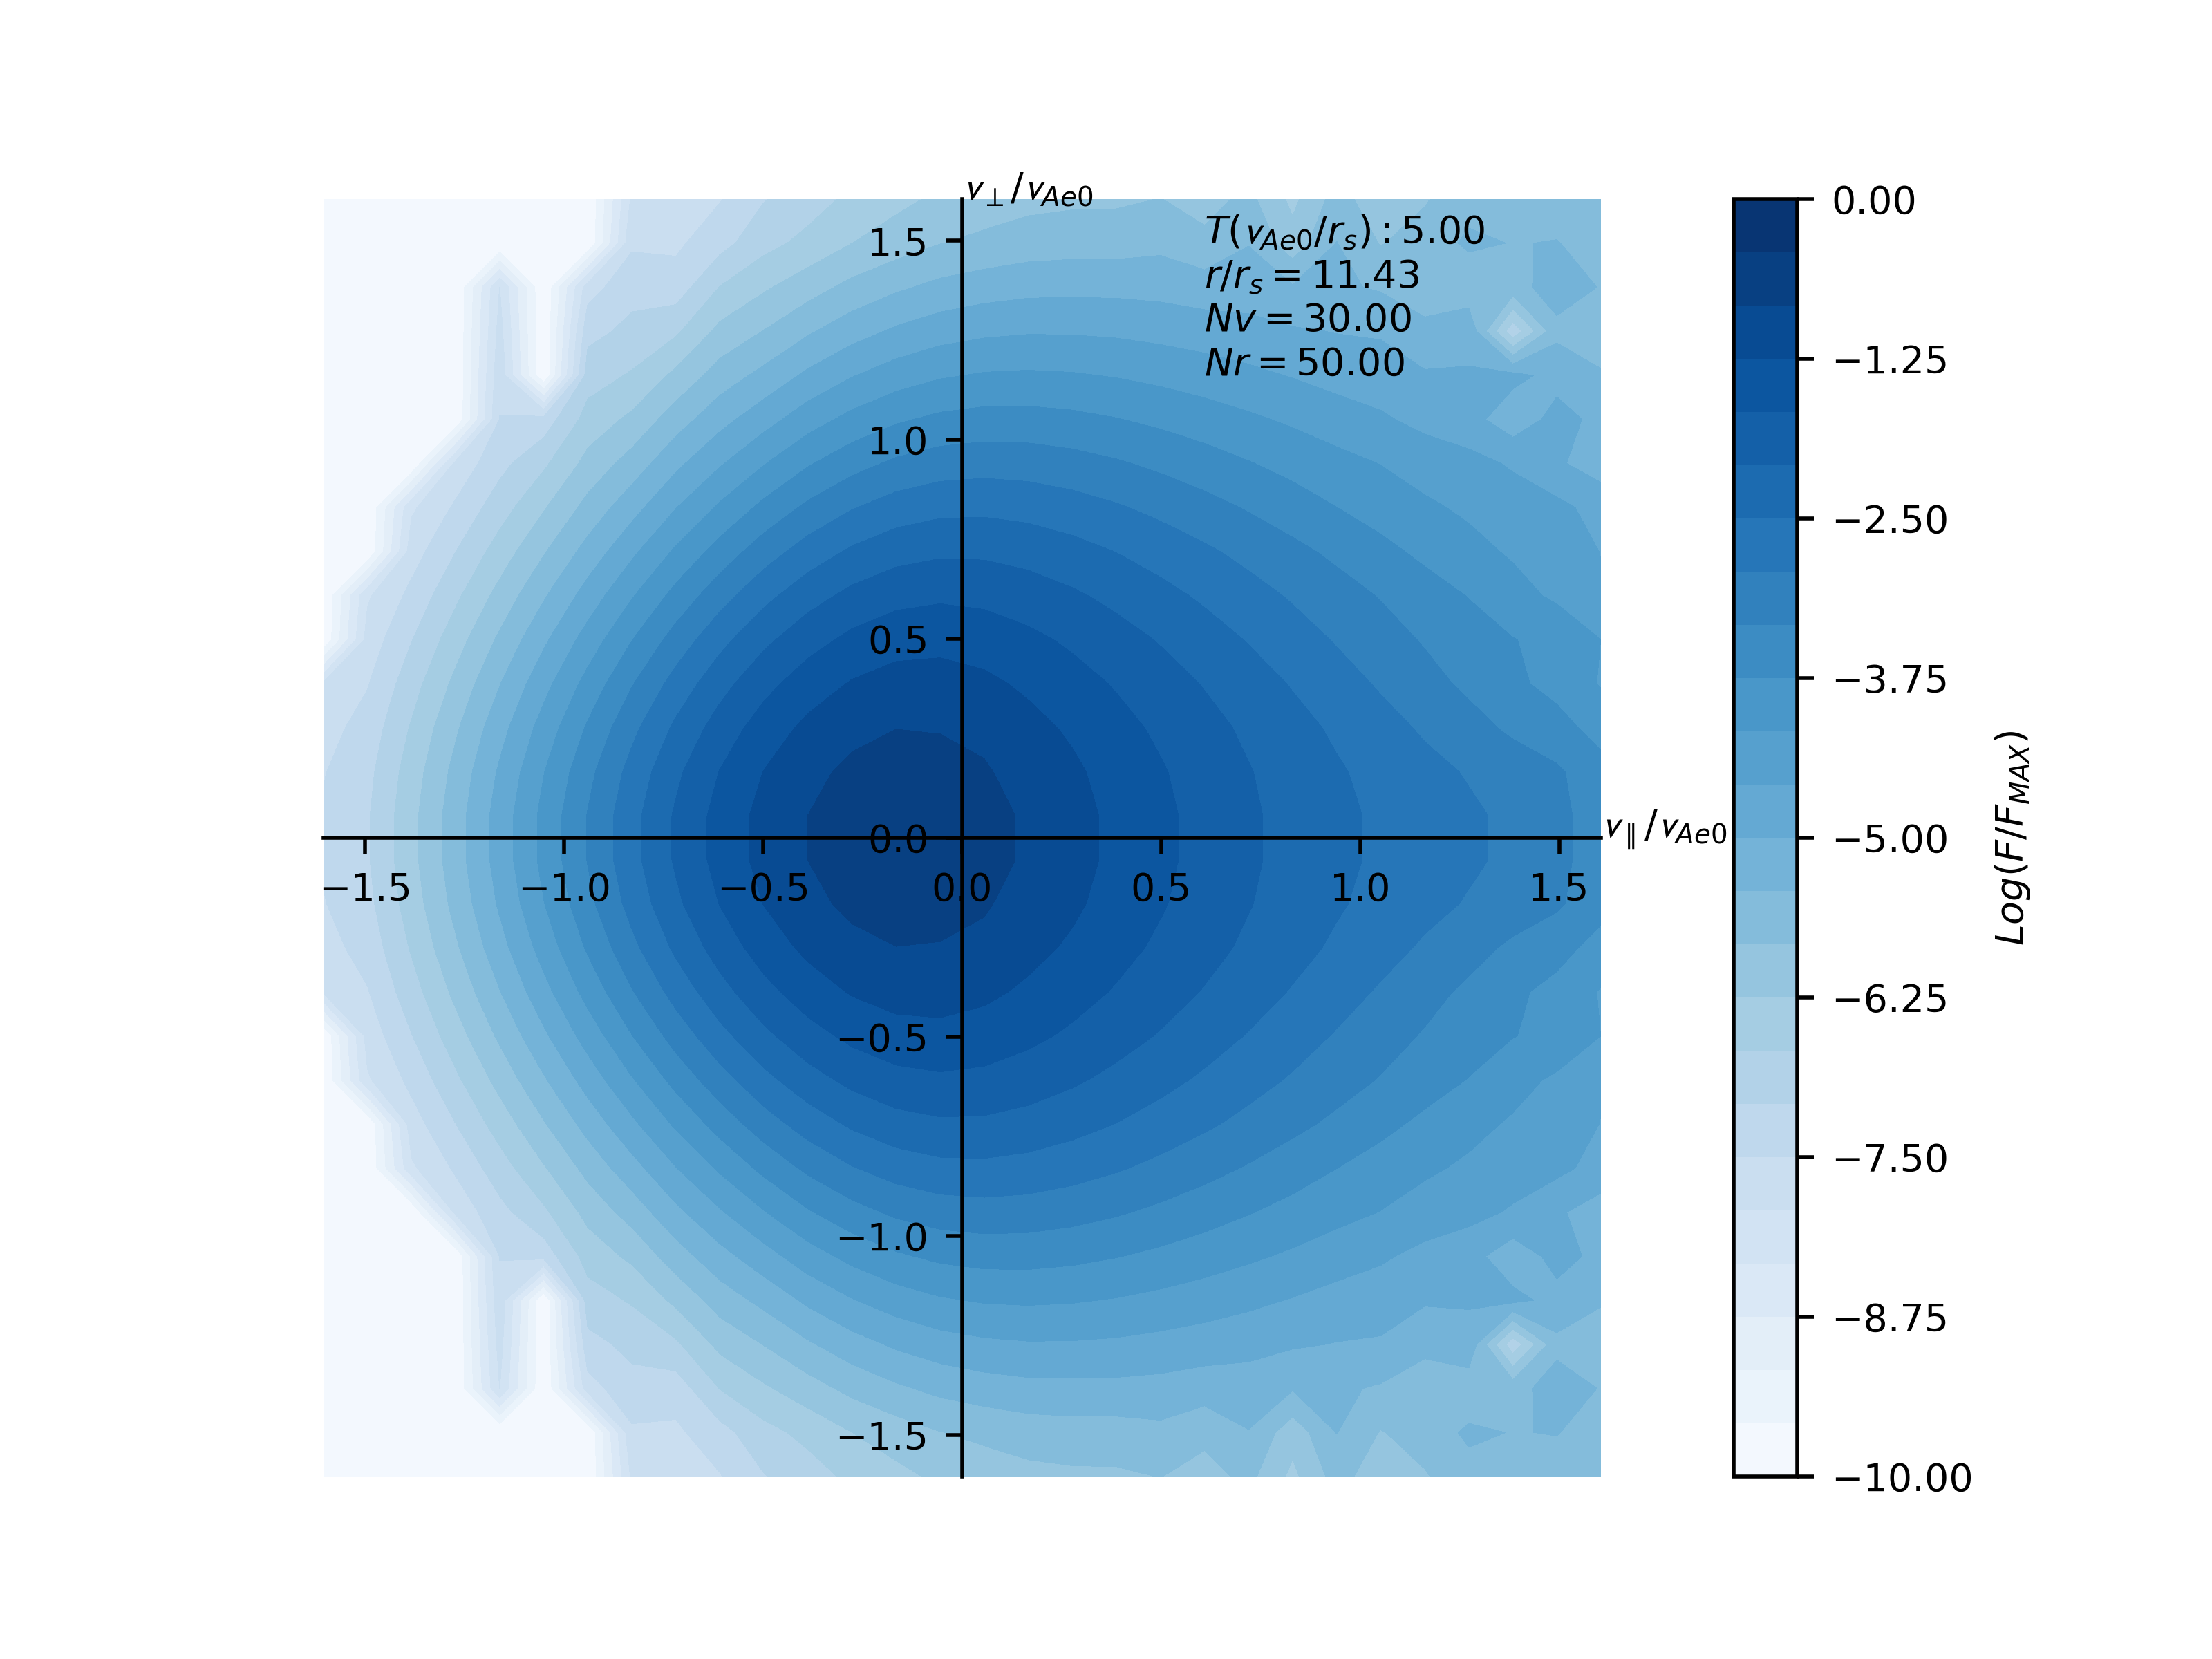 v⊥/vAe0
T(vAe0/rs) : 5.00
r/rs = 11.43
Nv = 30.00
Nr = 50.00
1.5
1.0
0.5
0.0
−0.5
−1.0
−1.5
−1.5 −1.0 −0.5 0.0 0.5 1.0 1.5
v∥/vAe0
0.00
−1.25
−2.50
−3.75
−5.00
−6.25
−7.50
−8.75
−10.00
Log(F/FMAX)